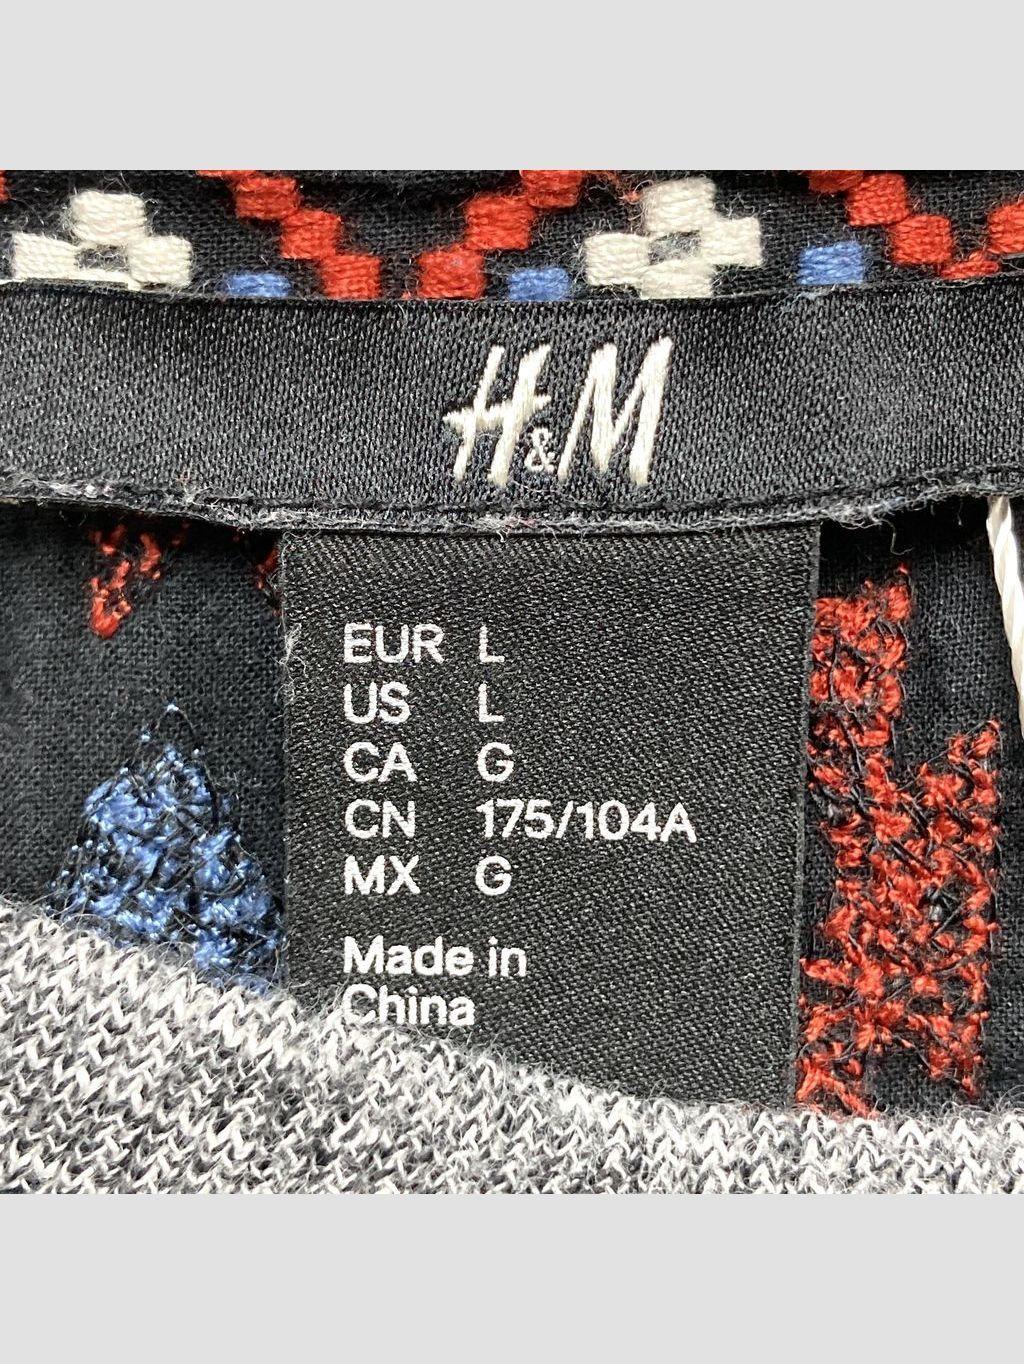 H&M
EUR L
US L
CA G
CN 175/104A
MX G
Made in
China